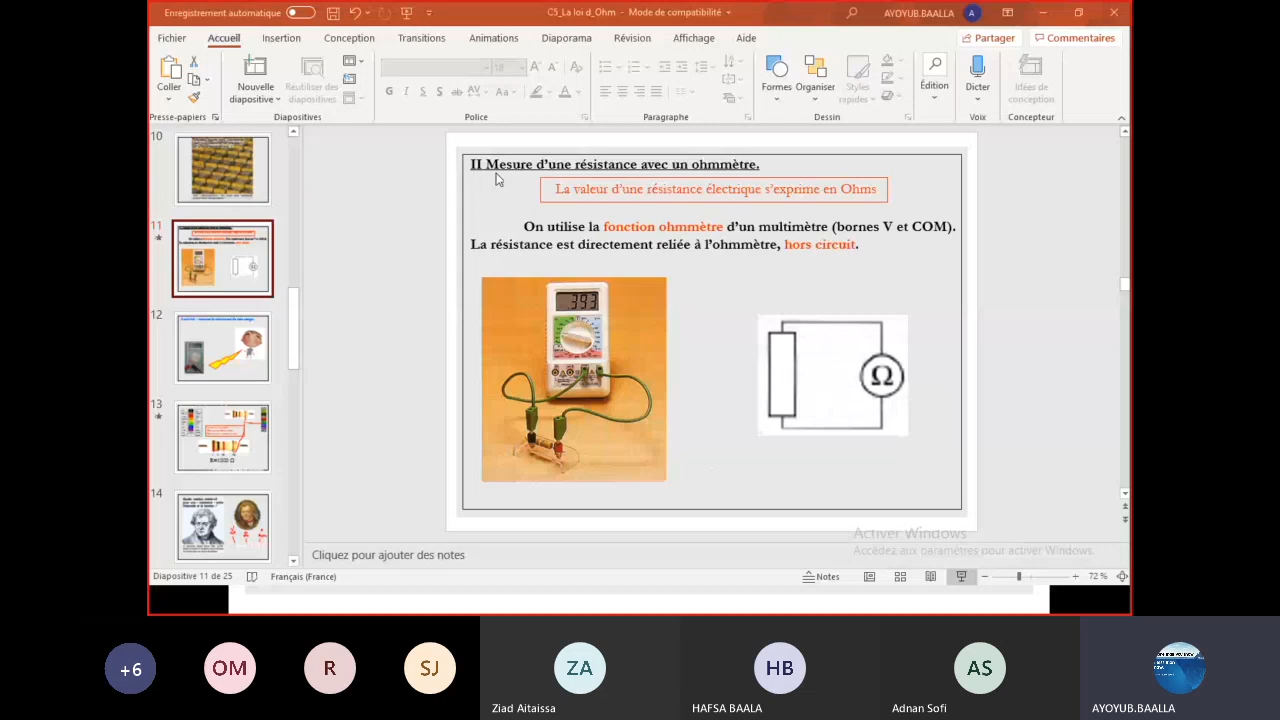 Enregistrement automatique
C5_La loi d_Ohm - Mode de compatibilité
AYOYUB.BAALLA
A
Fichier
Accueil
Insertion
Conception
Transitions
Animations
Diaporama
Révision
Affichage
Aide
Partager
Commentaires
Coller
Nouvelle
diapositive
Réutiliser des
diapositives
18
G I S S ab AV Aa A
Formes
Organiser
Styles
rapides
Édition
Dicter
Idées de
conception
Presse-papiers
Diapositives
Police
Paragraphe
Dessin
Voix
Concepteur
10
11
12
13
14
II Mesure d'une résistance avec un ohmmètre.
La valeur d'une résistance électrique s'exprime en Ohms
On utilise la fonction ohmmètre d'un multimètre (bornes V et COM).
La résistance est directement reliée à l'ohmmètre, hors circuit.
393
Ω
Activer Windows
Accédez aux paramètres pour activer Windows.
Cliquez pour ajouter des notes
Diapositive 11 de 25
Français (France)
Notes
72 %
+6
OM
R
SJ
ZA
HB
AS
Ziad Aitaissa
HAFSA BAALA
Adnan Sofi
AYOYUB.BAALLA